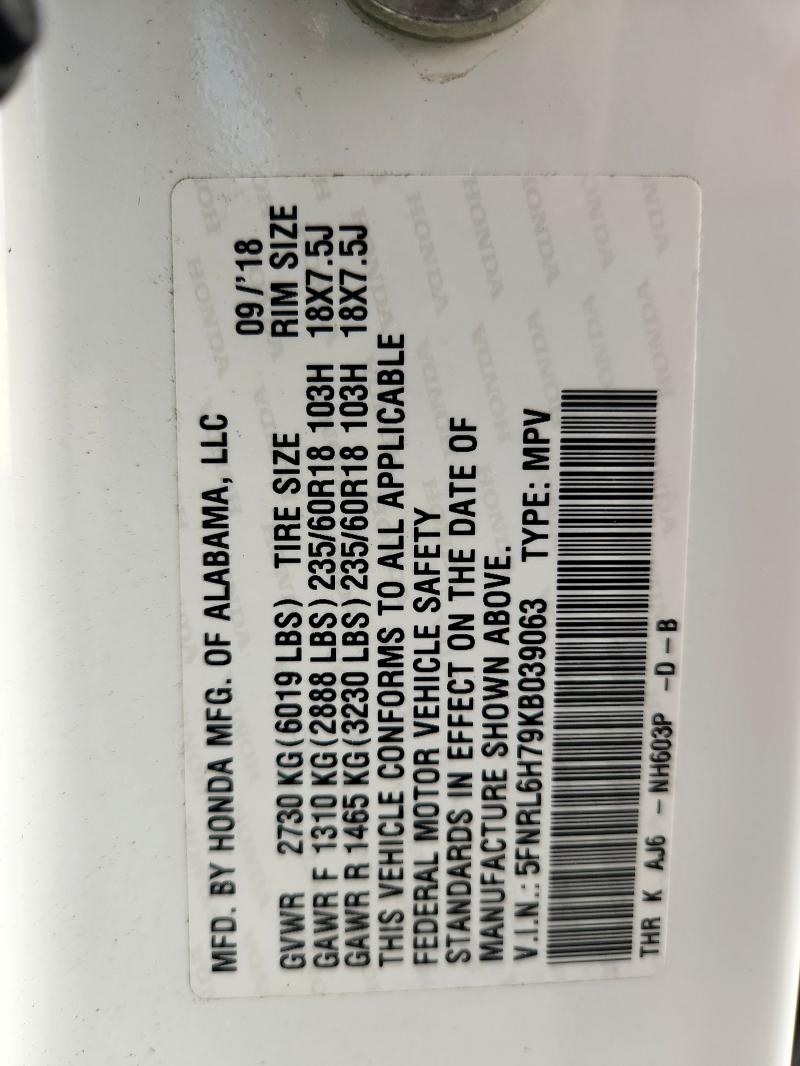 MFD. BY HONDA MFG. OF ALABAMA, LLC
09/'18
GVWR 2730 KG(6019 LBS) TIRE SIZE RIM SIZE
GAWR F 1310 KG(2888 LBS)235/60R18 103H 18X7.5J
GAWR R 1465 KG(3230 LBS)235/60R18 103H 18X7.5J
THIS VEHICLE CONFORMS TO ALL APPLICABLE
FEDERAL MOTOR VEHICLE SAFETY
STANDARDS IN EFFECT ON THE DATE OF
MANUFACTURE SHOWN ABOVE.
V.I.N.: 5FNRL6H79KB039063 TYPE: MPV
THR K AJ6 - NH603P -D-B